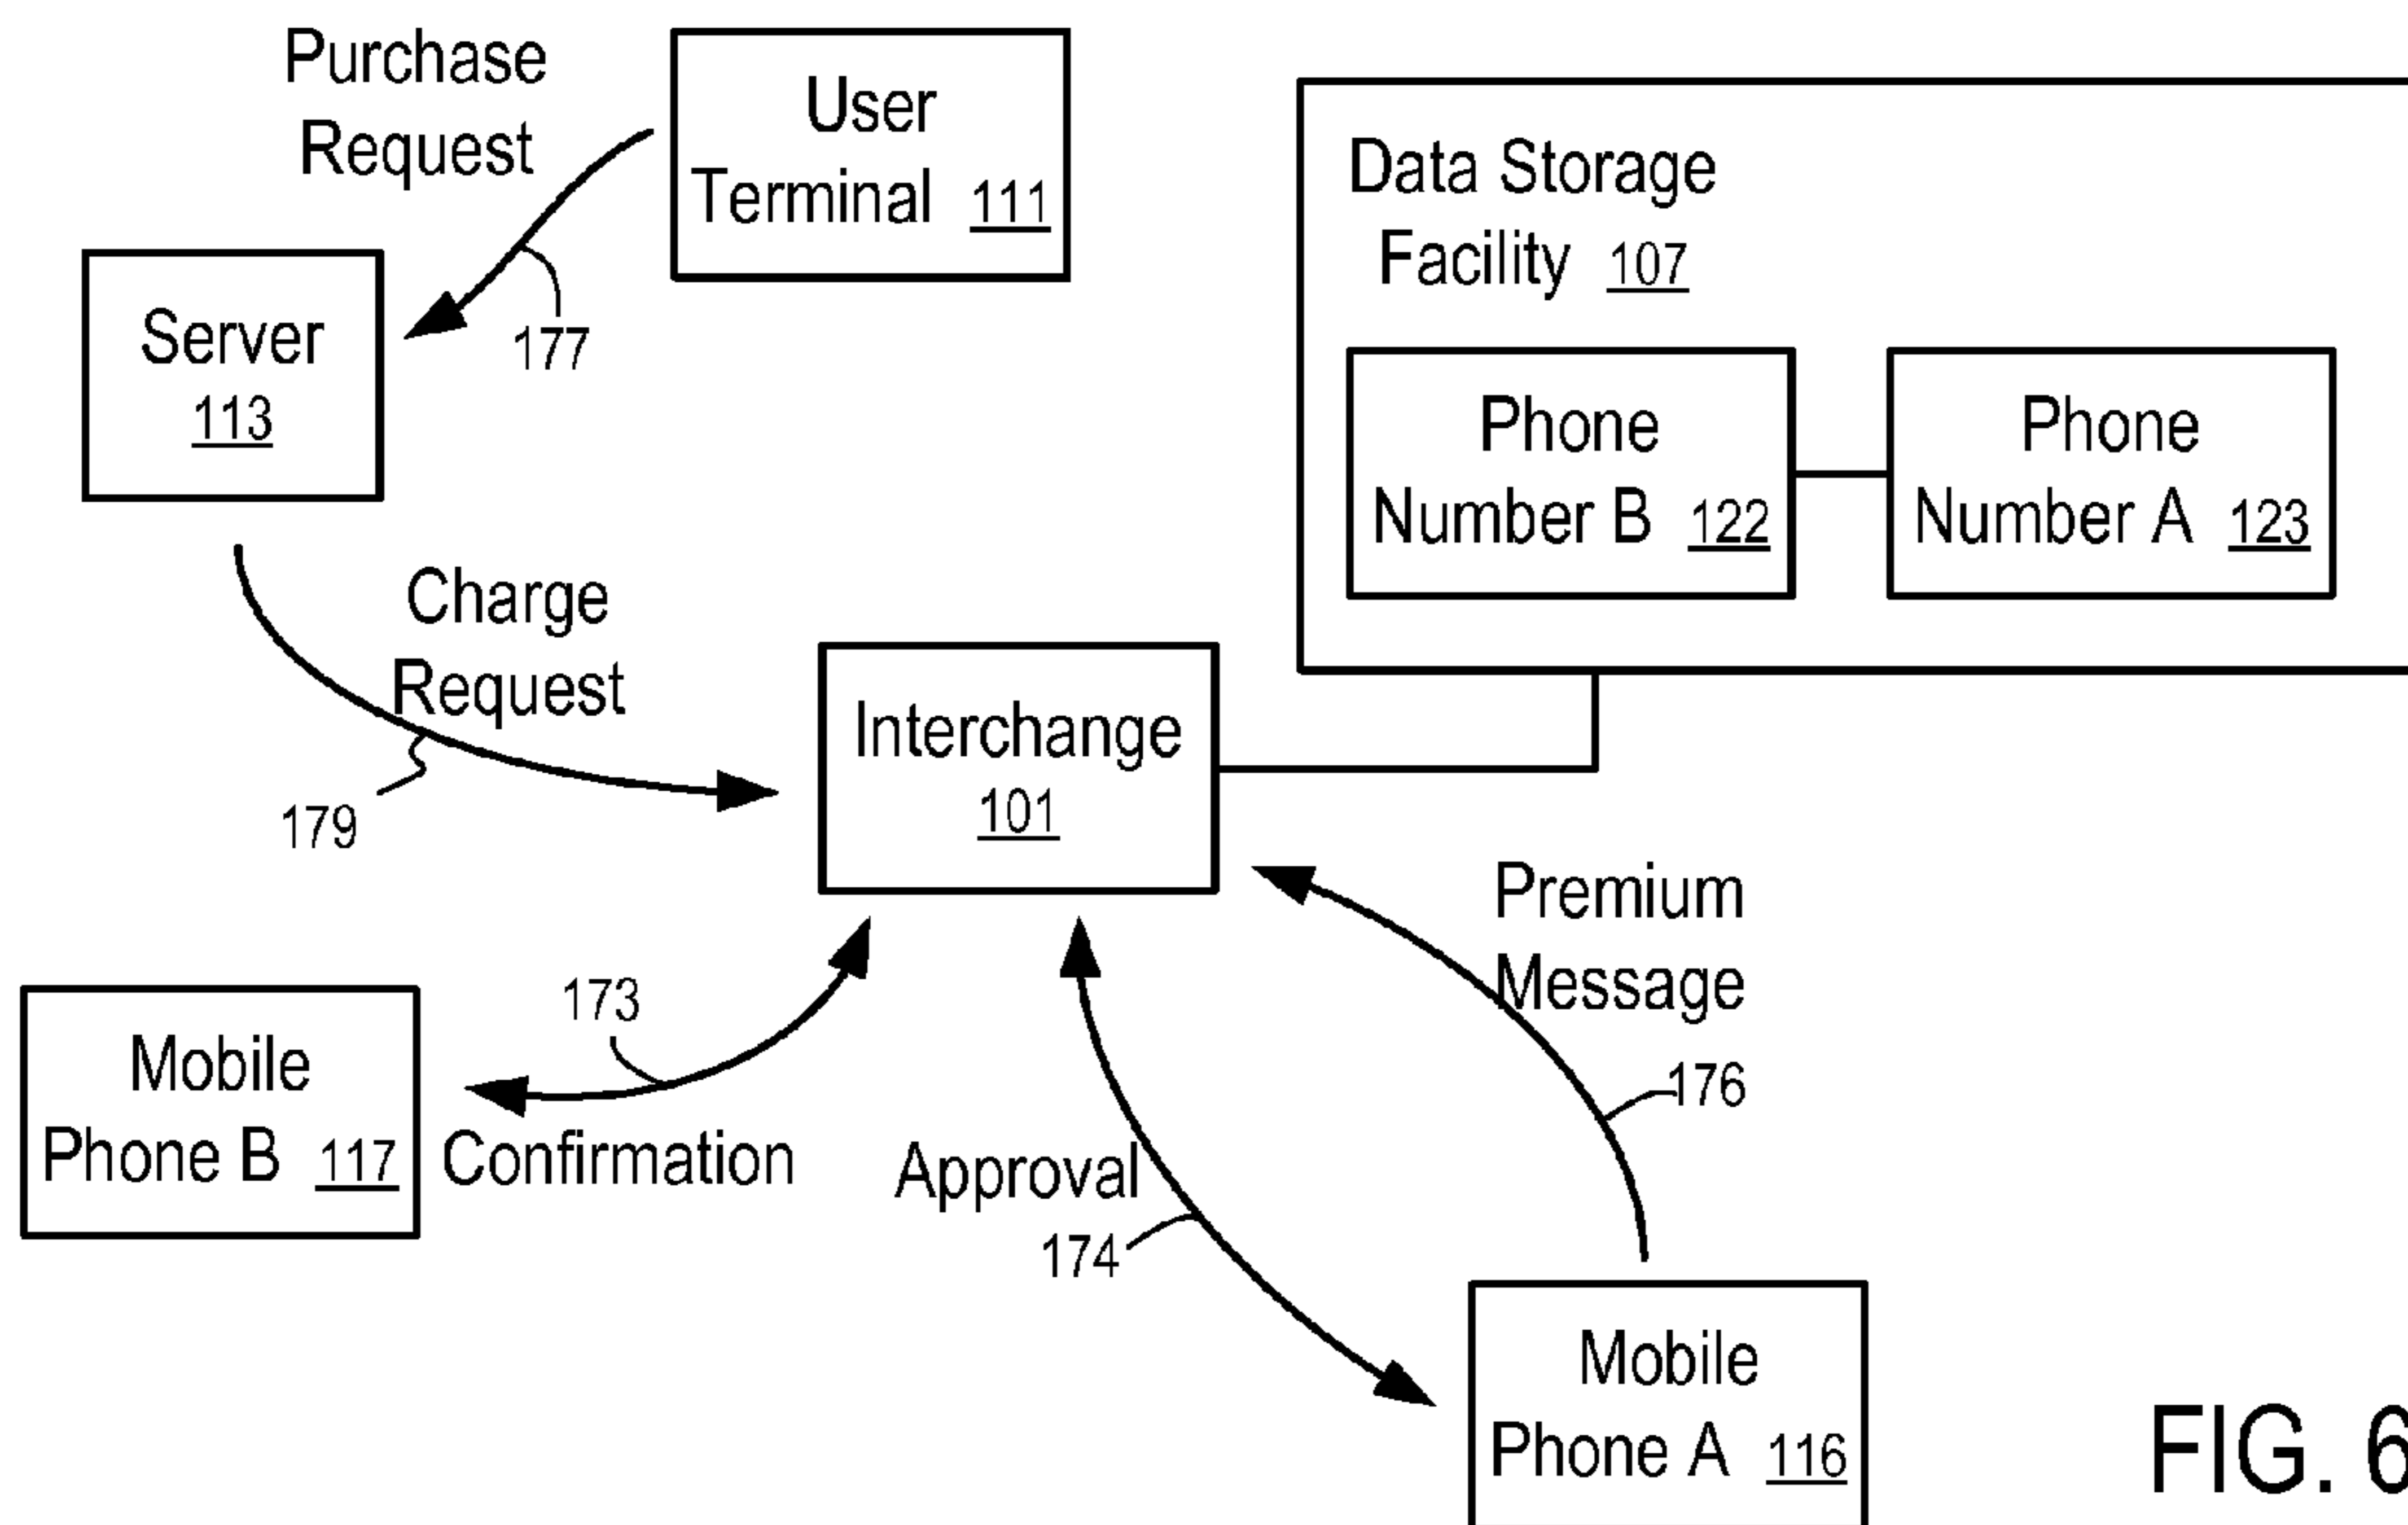 Purchase
Request
User
Terminal 111
177
Server
113
Data Storage
Facility 107
Phone
Number B 122
Phone
Number A 123
Charge
Request
179
Interchange
101
Premium
Message
176
173
Mobile
Phone B 117
Confirmation
Approval
174
Mobile
Phone A 116
FIG. 6